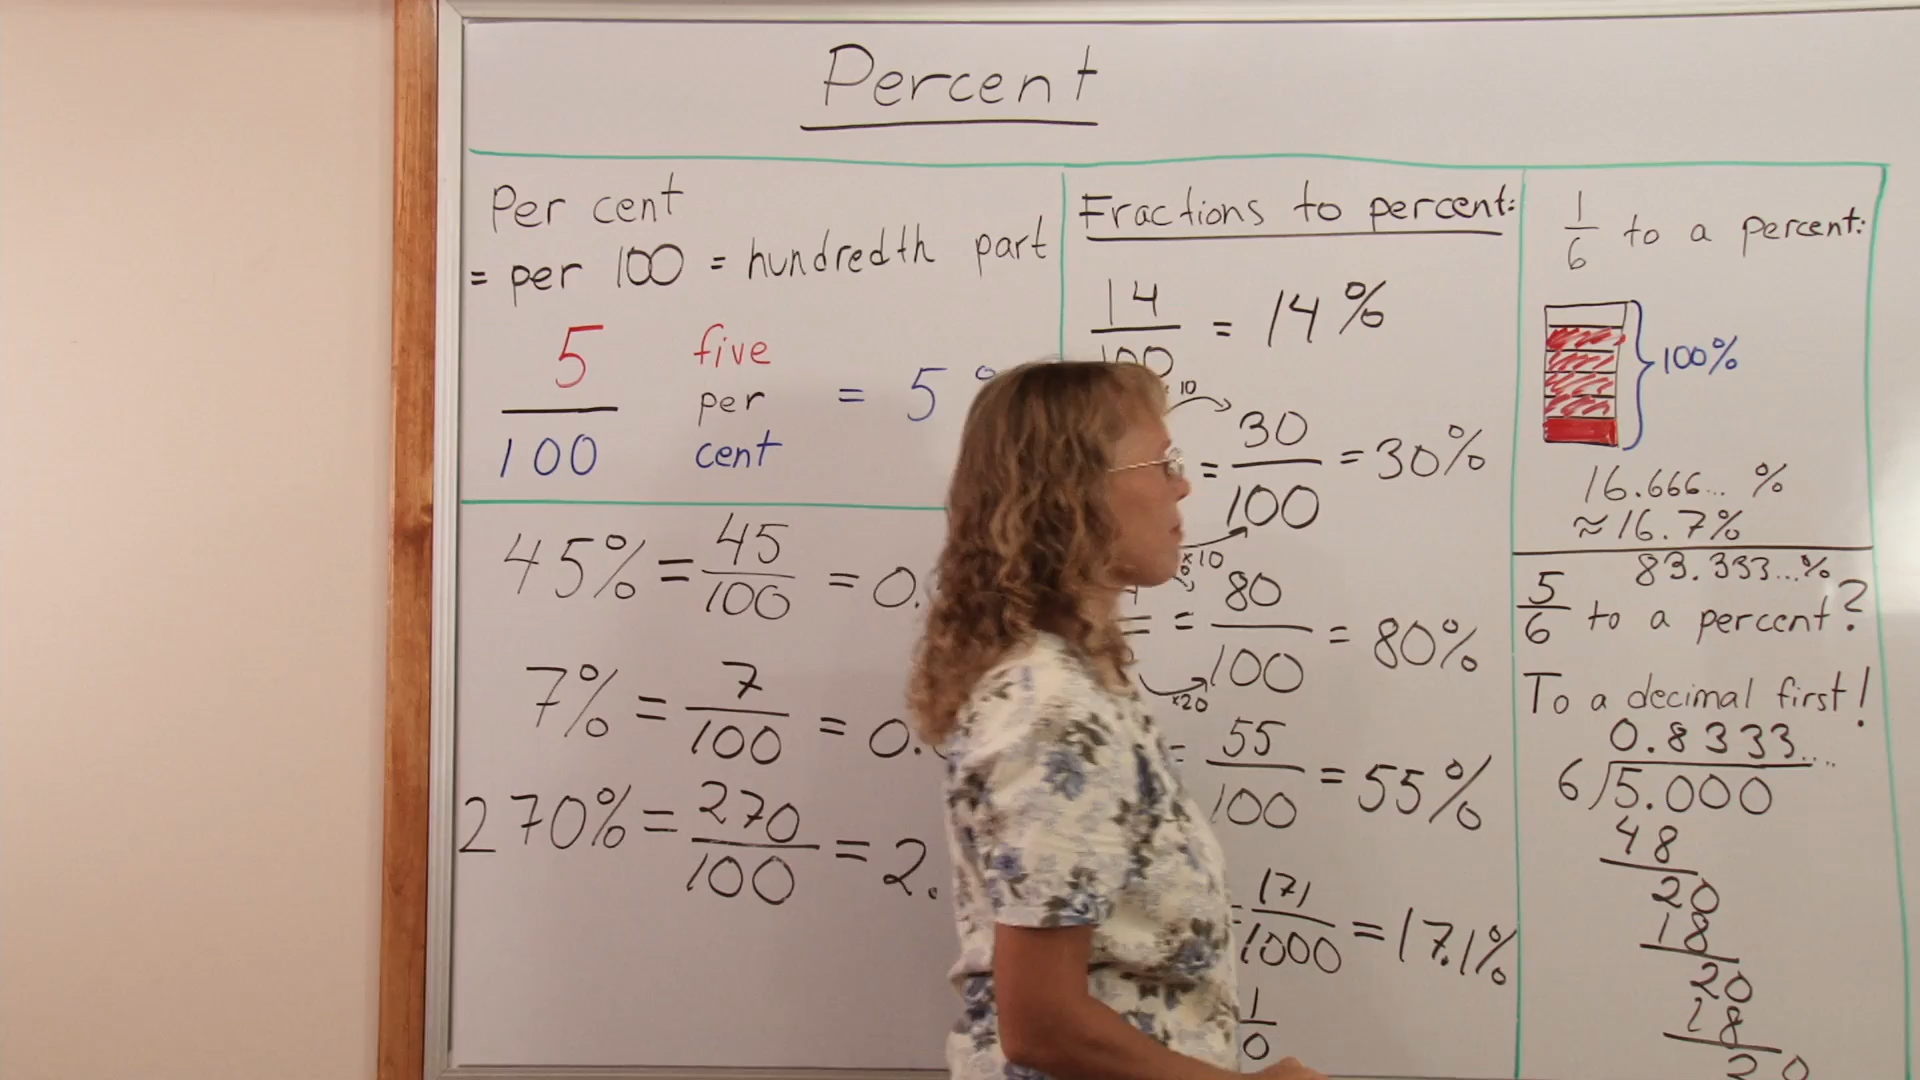 Percent
Per cent
= per 100 = hundredth part
5 five
per = 5
100 cent
45% = 45/100 = 0.
7% = 7/100 = 0.
270% = 270/100 = 2.
Fractions to percent:
14/100 = 14%
10
= 30/100 = 30%
x10
= 80/100 = 80%
x20
= 55/100 = 55%
= 171/1000 = 17.1%
1/6 to a percent:
100%
16.666... %
≈ 16.7%
83.333...%
5/6 to a percent?
To a decimal first!
0.8333....
6)5.000
48
20
18
20
18
20